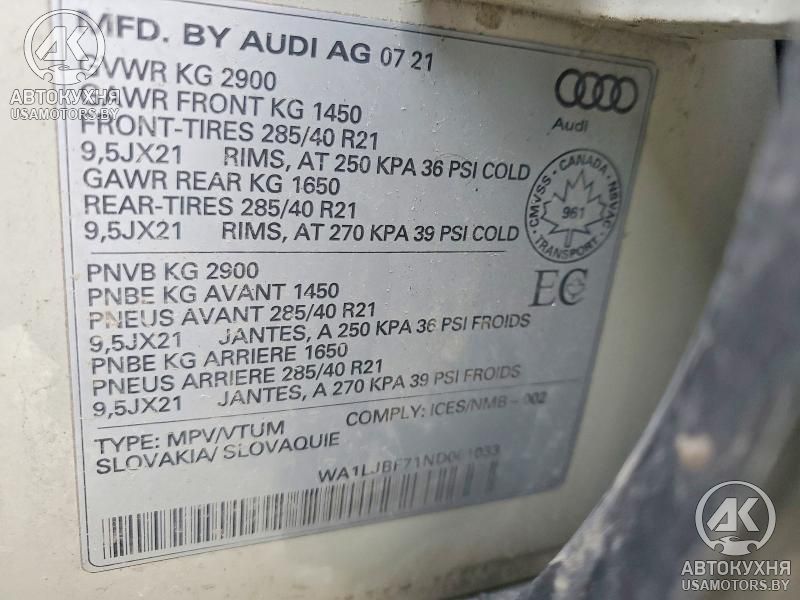 MFD. BY AUDI AG 07 21
GVWR KG 2900
GAWR FRONT KG 1450
FRONT-TIRES 285/40 R21
9,5JX21 RIMS, AT 250 KPA 36 PSI COLD
GAWR REAR KG 1650
REAR-TIRES 285/40 R21
9,5JX21 RIMS, AT 270 KPA 39 PSI COLD
Audi
CMVSS - CANADA - NSVAC
961
TRANSPORT
PNVB KG 2900
PNBE KG AVANT 1450
PNEUS AVANT 285/40 R21
9,5JX21 JANTES, A 250 KPA 36 PSI FROIDS
PNBE KG ARRIERE 1650
PNEUS ARRIERE 285/40 R21
9,5JX21 JANTES, A 270 KPA 39 PSI FROIDS
EC
TYPE: MPV/VTUM COMPLY: ICES/NMB-002
SLOVAKIA/ SLOVAQUIE
WA1LJBF71ND001033
AK
АВТОКУХНЯ
USAMOTORS.BY
AK
АВТОКУХНЯ
USAMOTORS.BY